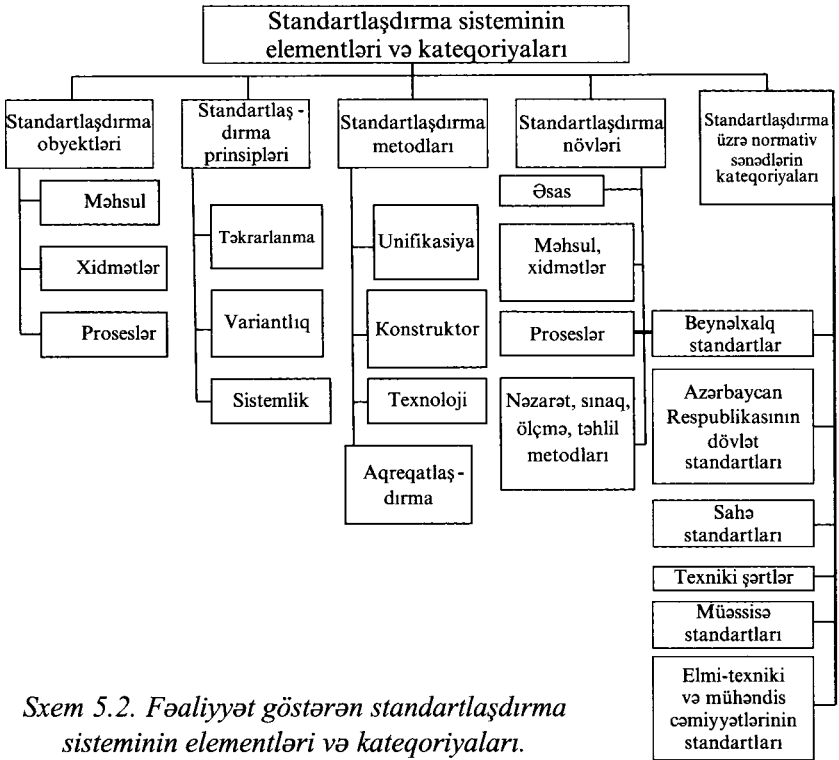 Standartlaşdırma sisteminin
elementləri və kateqoriyaları
Standartlaşdırma
obyektləri
Məhsul
Xidmətlər
Proseslər
Standartlaş -
dırma
prinsipləri
Təkrarlanma
Variantlıq
Sistemlik
Standartlaşdırma
metodları
Unifikasiya
Konstruktor
Texnoloji
Aqreqatlaş -
dırma
Standartlaşdırma
növləri
Əsas
Məhsul,
xidmətlər
Proseslər
Nəzarət, sınaq,
ölçmə, təhlil
metodları
Standartlaşdırma
üzrə normativ
sənədlərin
kateqoriyaları
Beynəlxalq
standartlar
Azərbaycan
Respublikasının
dövlət
standartları
Sahə
standartları
Texniki şərtlər
Müəssisə
standartları
Elmi-texniki
və mühəndis
cəmiyyətlərinin
standartları
Sxem 5.2. Fəaliyyət göstərən standartlaşdırma
sisteminin elementləri və kateqoriyaları.